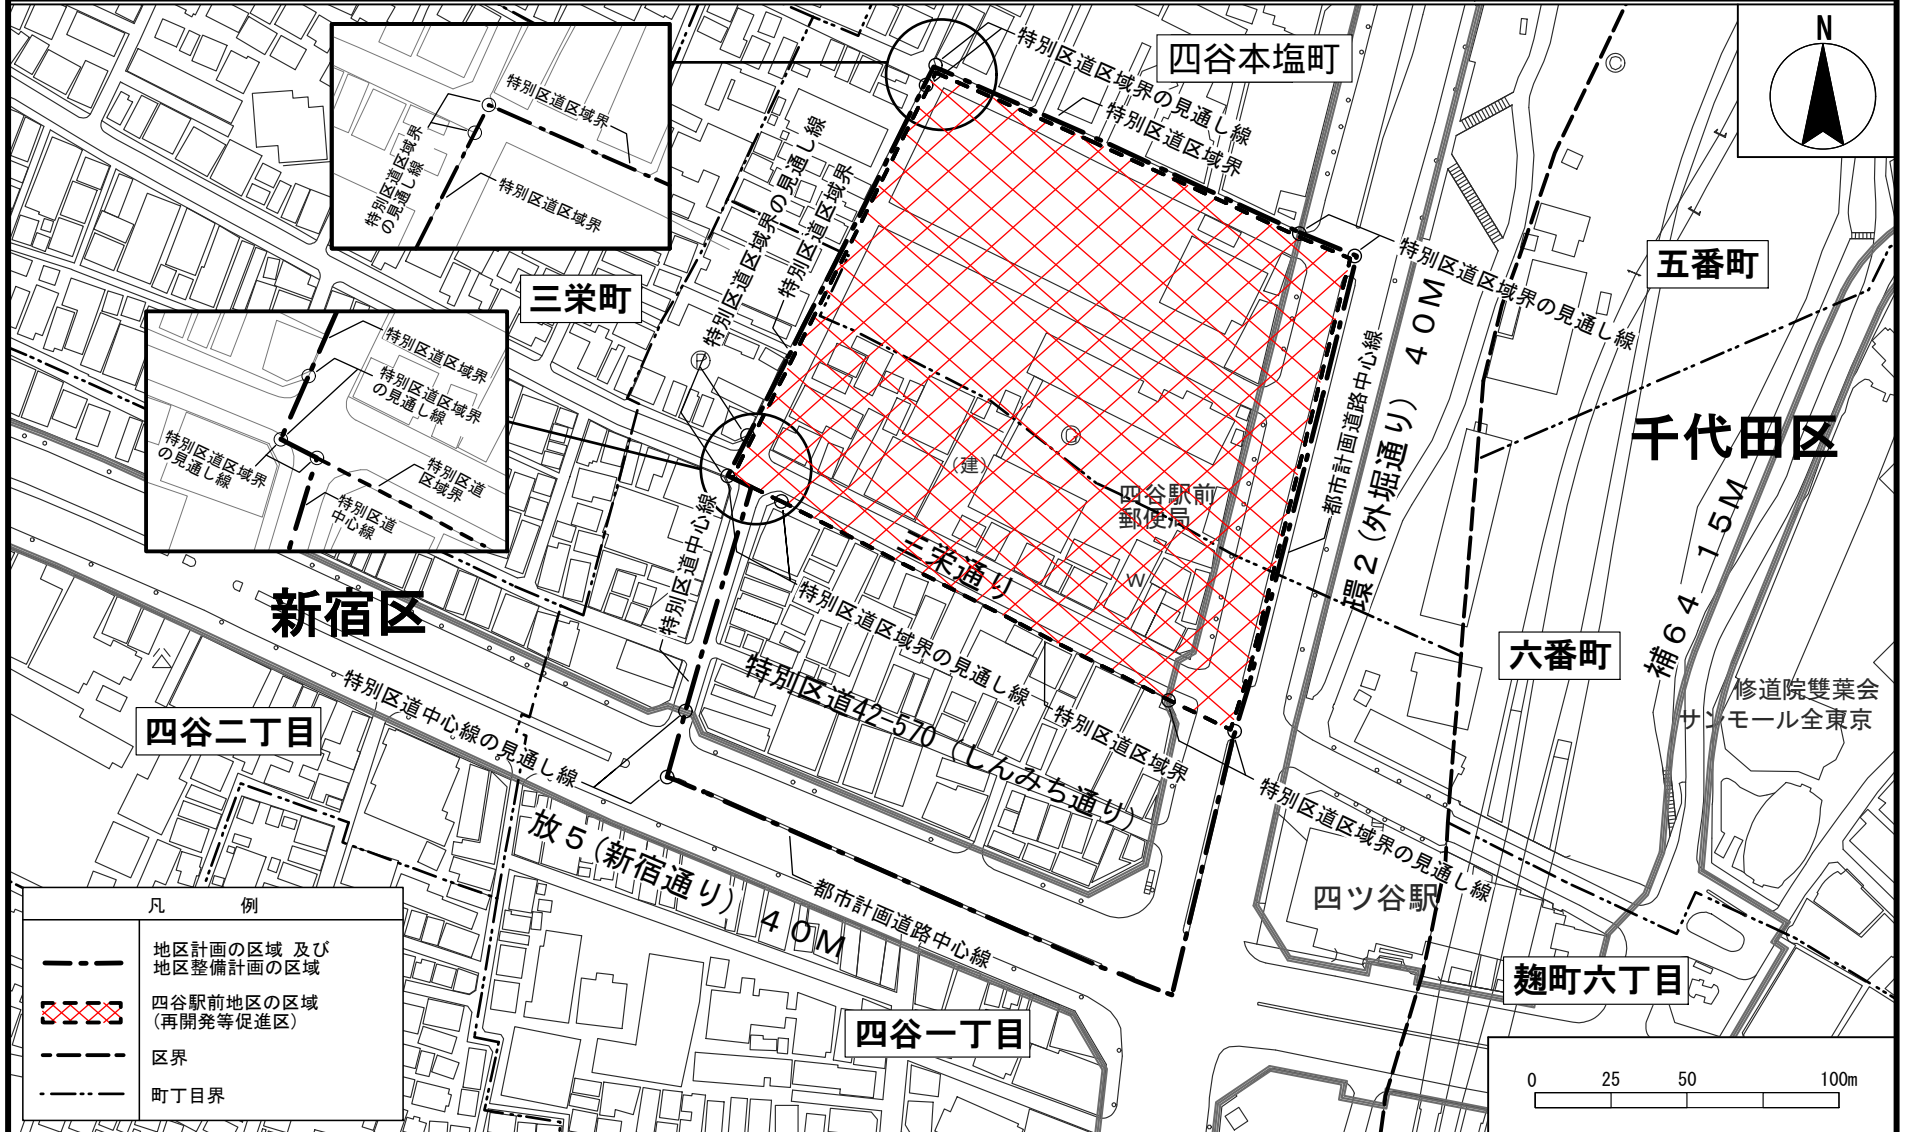 特別区道区域界の見通し線
四谷本塩町
N
特別区道区域界
特別区道区域界
特別区道区域界
の見通し線
特別区道区域界
特別区道区域界の見通し線
特別区道区域界
三栄町
特別区道区域界の見通し線
五番町
特別区道区域界
特別区道区域界
の見通し線
特別区道区域界
の見通し線
特別区道
区域界
特別区道
中心線
都市計画道路中心線
環2(外堀通り) 40M
千代田区
(建)
四谷駅前
郵便局
三栄通り
W
補64 15M
新宿区
特別区道中心線
特別区道区域界の見通し線
六番町
修道院雙葉会
サンモール全東京
四谷二丁目
特別区道中心線の見通し線
特別区道42-570(しんみち通り)
特別区道区域界
特別区道区域界の見通し線
放5(新宿通り) 40M
都市計画道路中心線
四ツ谷駅
麹町六丁目
四谷一丁目
凡 例
地区計画の区域 及び
地区整備計画の区域
四谷駅前地区の区域
(再開発等促進区)
区界
町丁目界
0 25 50 100m